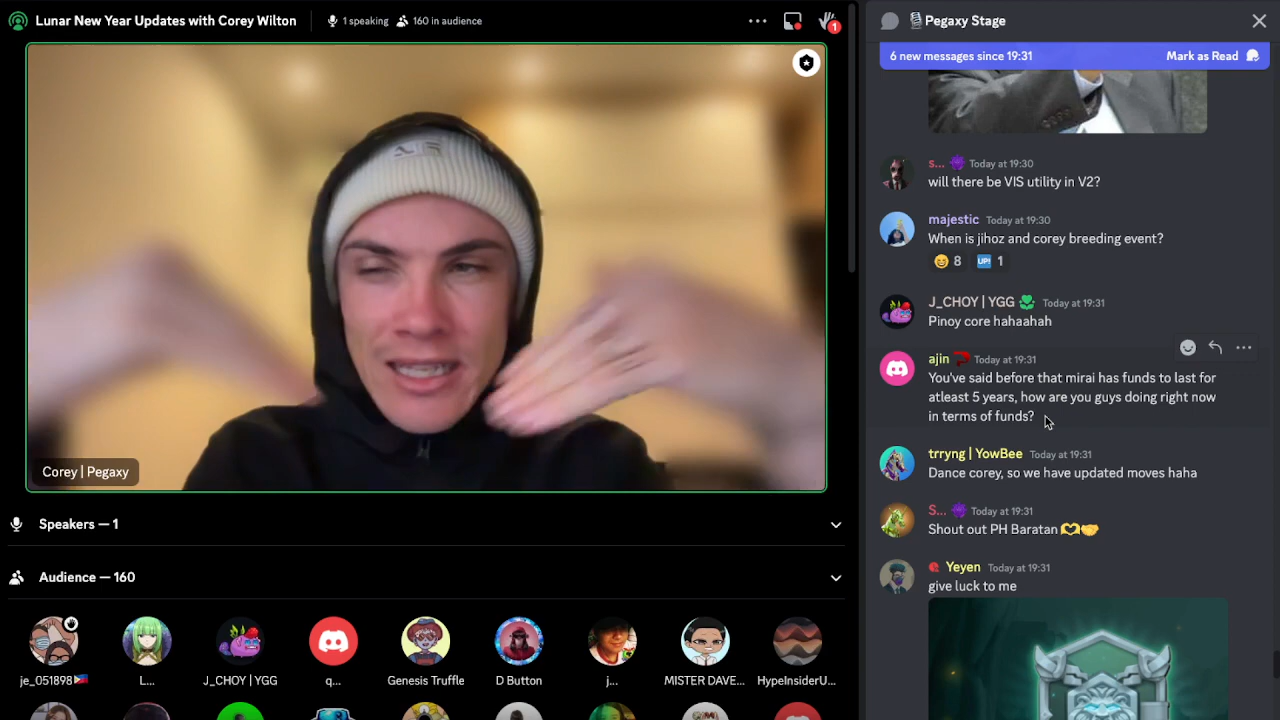 Lunar New Year Updates with Corey Wilton
1 speaking
160 in audience
1
Corey | Pegaxy
Speakers — 1
Audience — 160
je_051898🇵🇭
L...
J_CHOY | YGG
q...
Genesis Truffle
D Button
j...
MISTER DAVE...
HypeInsiderU...
Pegaxy Stage
6 new messages since 19:31
Mark as Read
s... Today at 19:30
will there be VIS utility in V2?
majestic Today at 19:30
When is jihoz and corey breeding event?
😄 8 UP! 1
J_CHOY | YGG Today at 19:31
Pinoy core hahaahah
ajin Today at 19:31
You've said before that mirai has funds to last for
atleast 5 years, how are you guys doing right now
in terms of funds?
trryng | YowBee Today at 19:31
Dance corey, so we have updated moves haha
S... Today at 19:31
Shout out PH Baratan 🫶🤝
Yeyen Today at 19:31
give luck to me